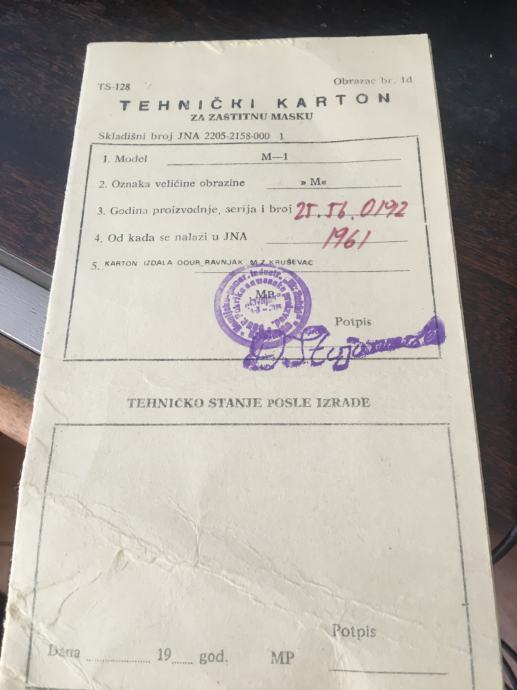 TS-128
Obrazac br. 1d
TEHNIČKI KARTON
ZA ZAŠTITNU MASKU
Skladišni broj JNA 2205-2158-000 1
1. Model M—1
2. Oznaka veličine obrazine » M«
3. Godina proizvodnje, serija i broj 25. 56. 0192
4. Od kada se nalazi u JNA 1961
5. KARTON IZDALA OOUR RAVNJAK M.Z. KRUŠEVAC
MP
Potpis
TEHNIČKO STANJE POSLE IZRADE
Potpis
Dana 19 god. MP